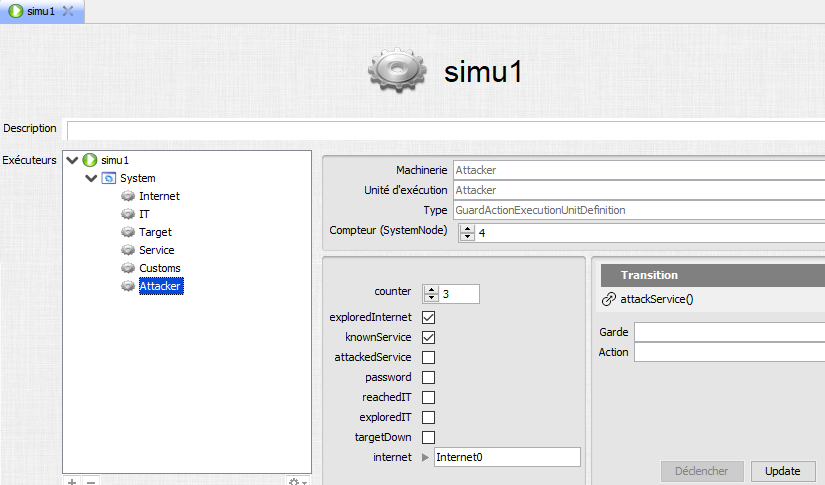 simu1
simu1
Description
Exécuteurs
simu1
System
Internet
IT
Target
Service
Customs
Attacker
Machinerie Attacker
Unité d'exécution Attacker
Type GuardActionExecutionUnitDefinition
Compteur (SystemNode) 4
counter 3
exploredInternet
knownService
attackedService
password
reachedIT
exploredIT
targetDown
internet Internet0
Transition
attackService()
Garde
Action
Déclencher Update